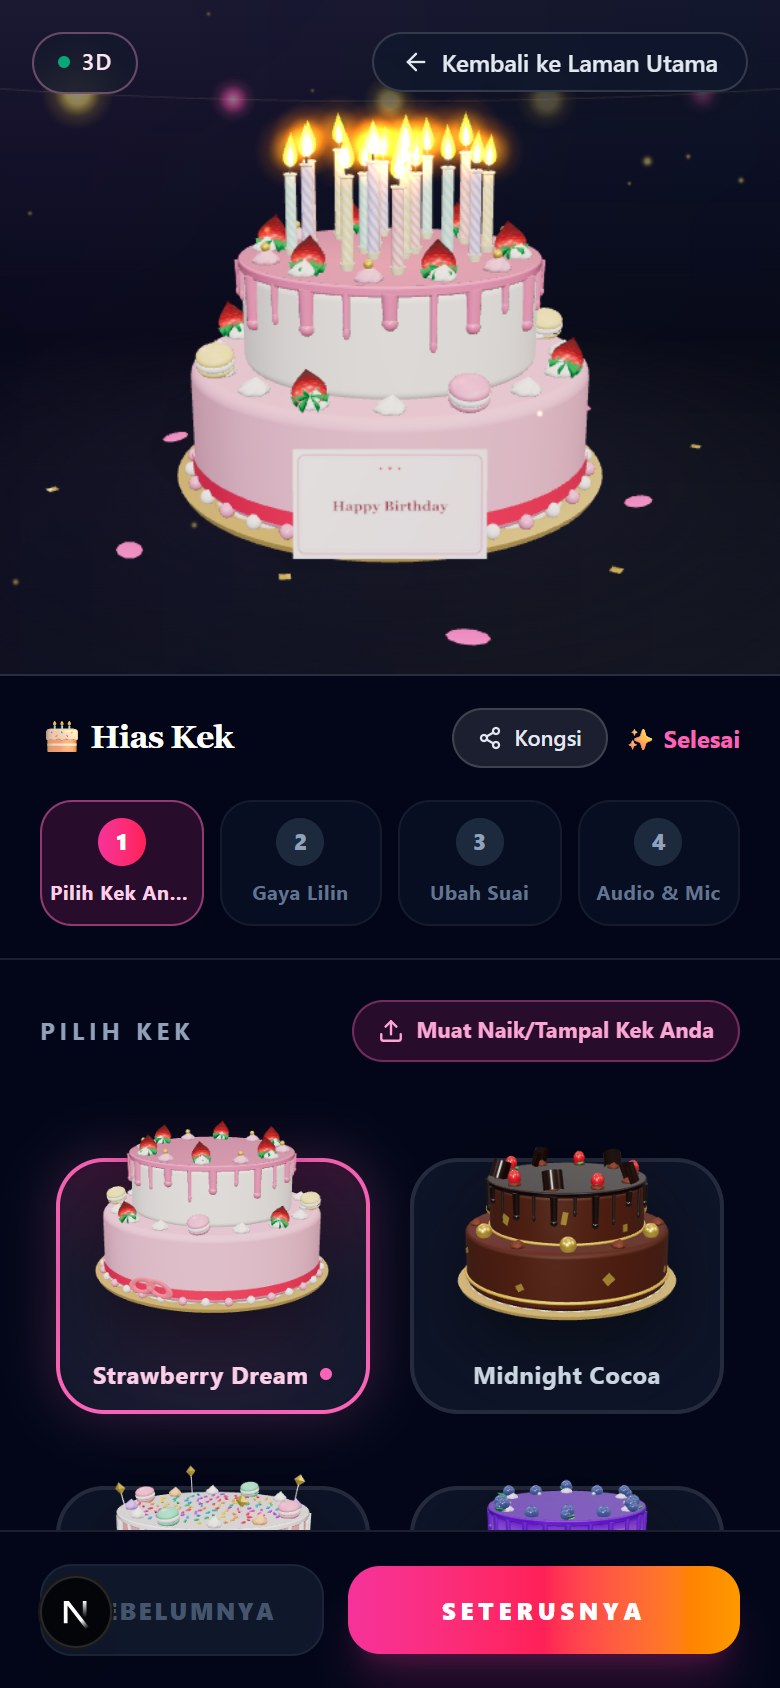 3D
Kembali ke Laman Utama
Happy Birthday
Hias Kek
Kongsi
Selesai
1
Pilih Kek An...
2
Gaya Lilin
3
Ubah Suai
4
Audio & Mic
PILIH KEK
Muat Naik/Tampal Kek Anda
Strawberry Dream
Midnight Cocoa
N
EBELUMNYA
SETERUSNYA